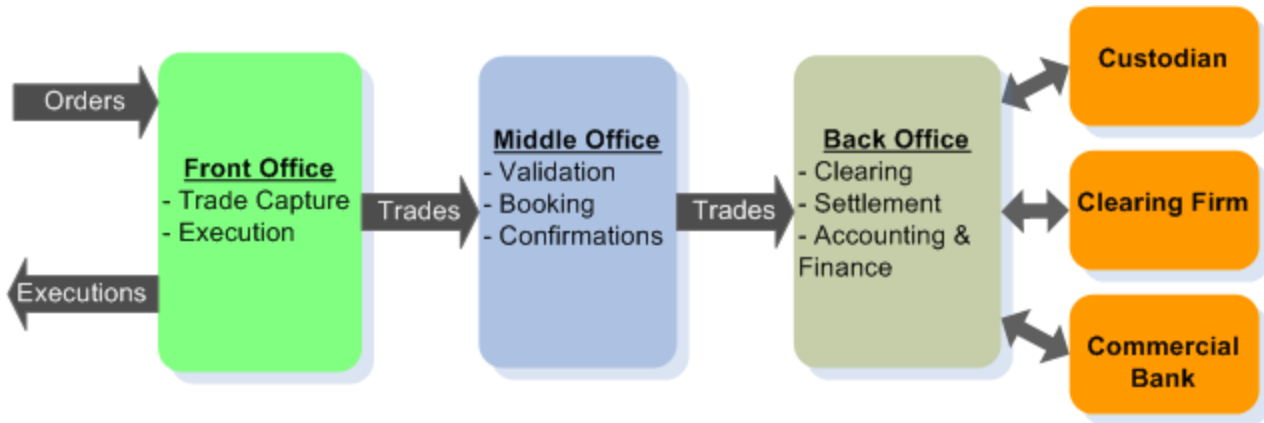 Orders
Executions
Front Office
- Trade Capture
- Execution
Trades
Middle Office
- Validation
- Booking
- Confirmations
Trades
Back Office
- Clearing
- Settlement
- Accounting &
Finance
Custodian
Clearing Firm
Commercial
Bank